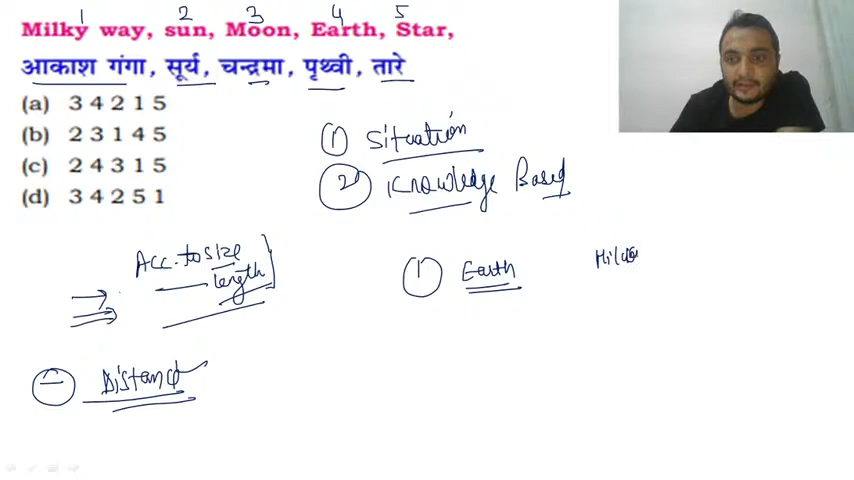 1 2 3 4 5
Milky way, sun, Moon, Earth, Star,
आकाश गंगा, सूर्य, चन्द्रमा, पृथ्वी, तारे
(a) 3 4 2 1 5
(b) 2 3 1 4 5
(c) 2 4 3 1 5
(d) 3 4 2 5 1
1 Situation
2 Knowledge Based
Acc. to size
length
1 Earth
Distance